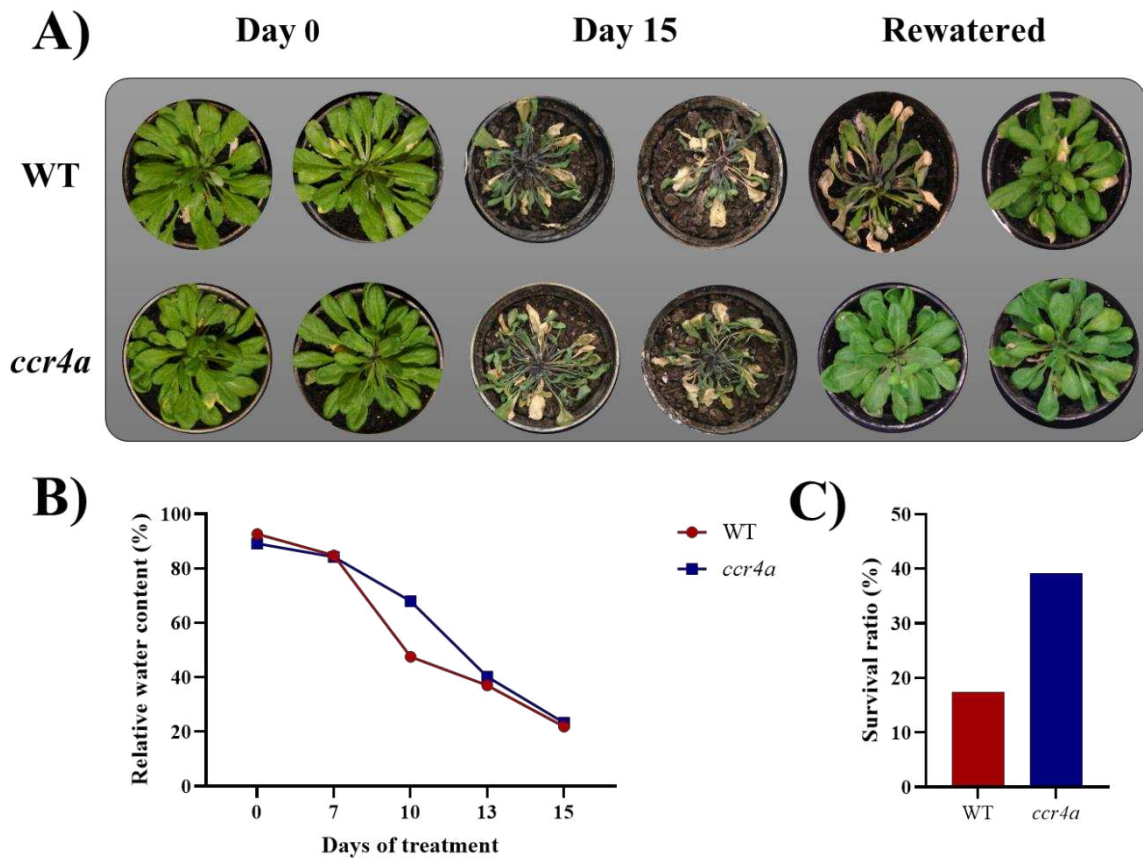 A)
Day 0 Day 15 Rewatered
WT
ccr4a
B)
Relative water content (%)
100
80
60
40
20
0
0 7 10 13 15
Days of treatment
WT
ccr4a
C)
Survival ratio (%)
50
40
30
20
10
0
WT ccr4a